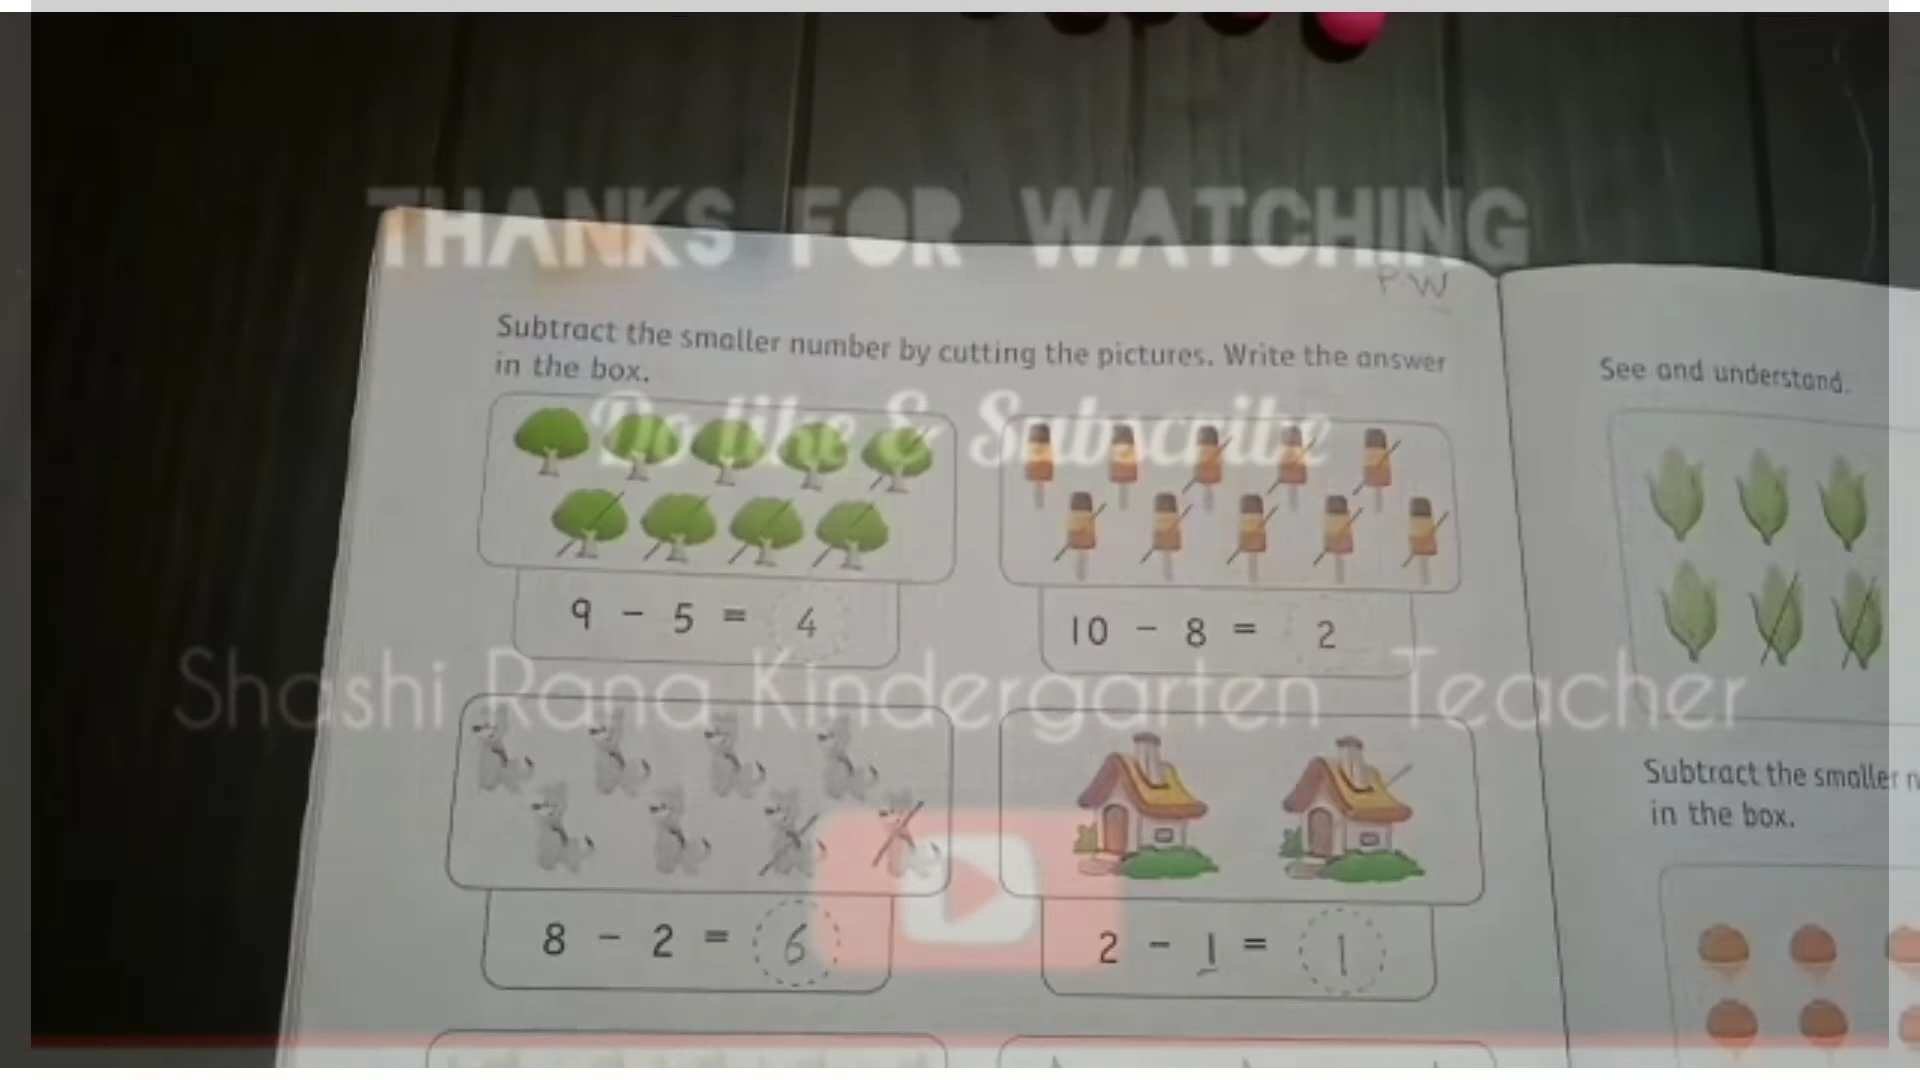 THANKS FOR WATCHING
P.W
Subtract the smaller number by cutting the pictures. Write the answer
in the box.
Do like & Subscribe
9 - 5 = 4
10 - 8 = 2
Shashi Rana Kindergarten Teacher
8 - 2 = 6
2 - 1 = 1
See and understand.
Subtract the smaller
in the box.